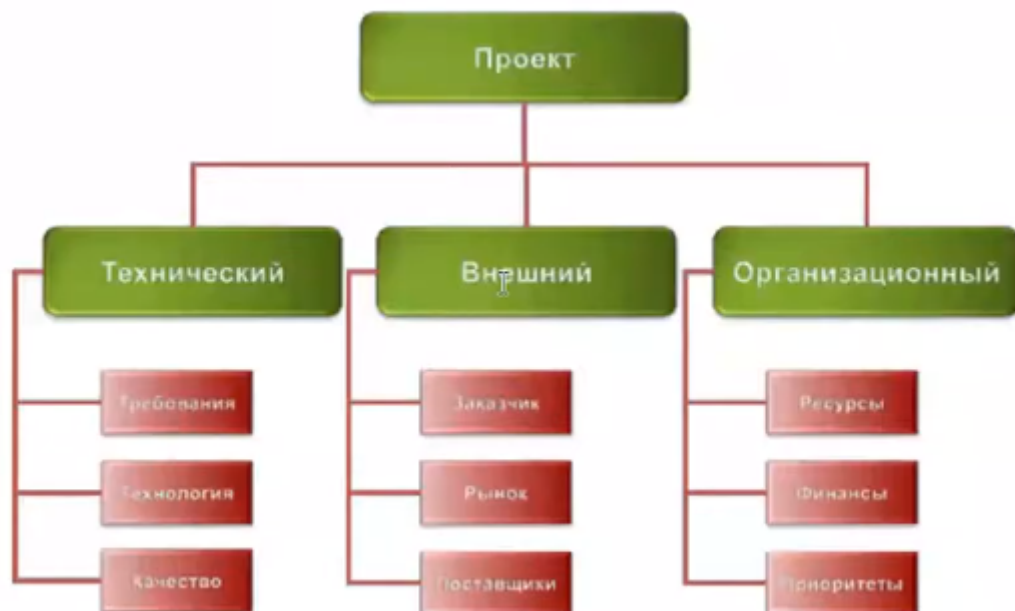 Проект
Технический
Внешний
Организационный
Требования
Заказчик
Ресурсы
Технология
Рынок
Финансы
Качество
Поставщики
Приоритеты